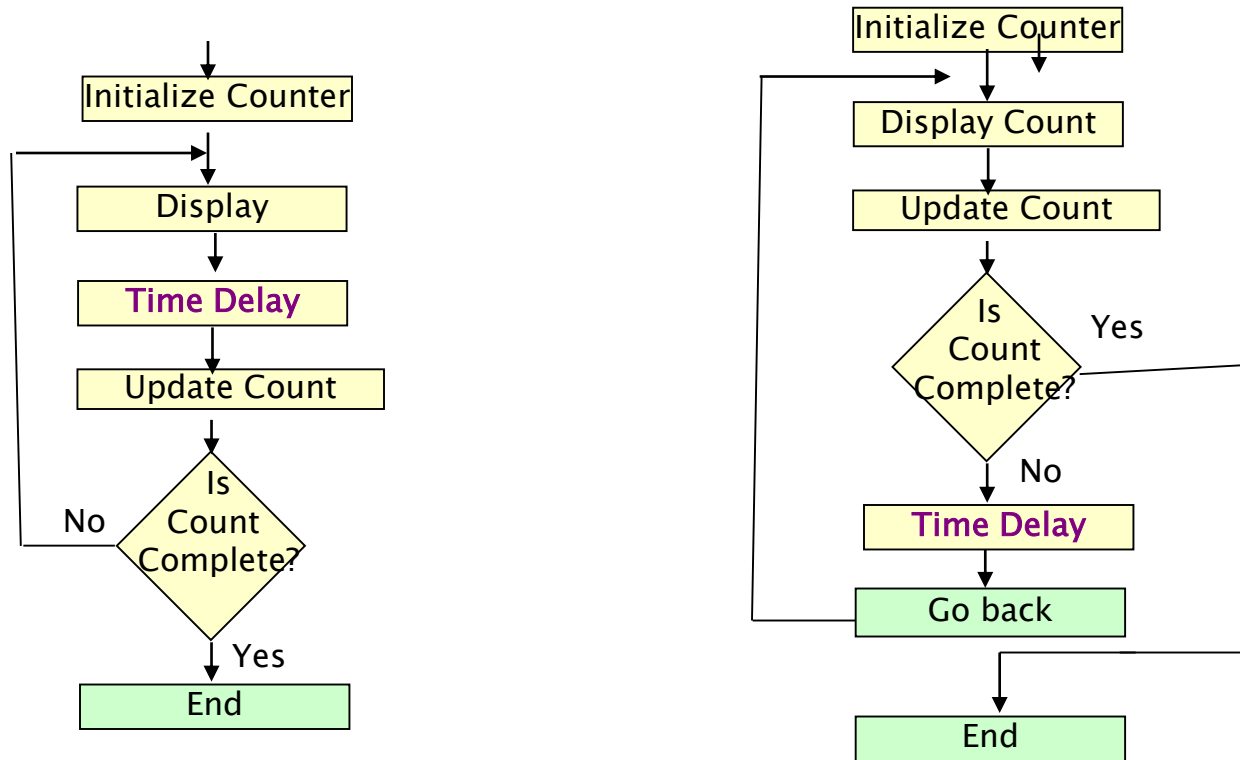 Initialize Counter
Display
Time Delay
Update Count
Is
Count
Complete?
No
Yes
End
Initialize Counter
Display Count
Update Count
Is
Count
Complete?
Yes
No
Time Delay
Go back
End